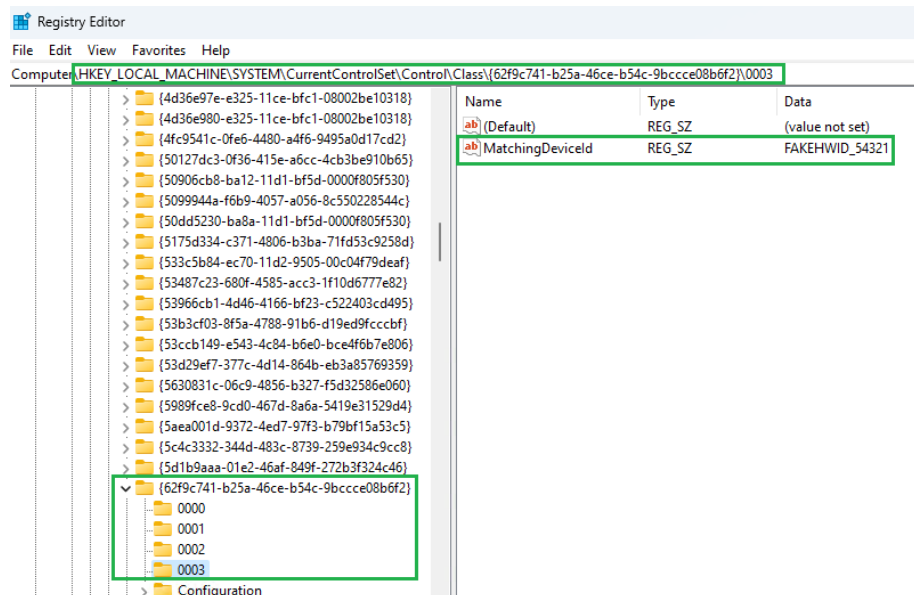 Registry Editor
File Edit View Favorites Help
Computer\HKEY_LOCAL_MACHINE\SYSTEM\CurrentControlSet\Control\Class\{62f9c741-b25a-46ce-b54c-9bccce08b6f2}\0003
{4d36e97e-e325-11ce-bfc1-08002be10318}
{4d36e980-e325-11ce-bfc1-08002be10318}
{4fc9541c-0fe6-4480-a4f6-9495a0d17cd2}
{50127dc3-0f36-415e-a6cc-4cb3be910b65}
{50906cb8-ba12-11d1-bf5d-0000f805f530}
{5099944a-f6b9-4057-a056-8c550228544c}
{50dd5230-ba8a-11d1-bf5d-0000f805f530}
{5175d334-c371-4806-b3ba-71fd53c9258d}
{533c5b84-ec70-11d2-9505-00c04f79deaf}
{53487c23-680f-4585-acc3-1f10d6777e82}
{53966cb1-4d46-4166-bf23-c522403cd495}
{53b3cf03-8f5a-4788-91b6-d19ed9fcccbf}
{53ccb149-e543-4c84-b6e0-bce4f6b7e806}
{53d29ef7-377c-4d14-864b-eb3a85769359}
{5630831c-06c9-4856-b327-f5d32586e060}
{5989fce8-9cd0-467d-8a6a-5419e31529d4}
{5aea001d-9372-4ed7-97f3-b79bf15a53c5}
{5c4c3332-344d-483c-8739-259e934c9cc8}
{5d1b9aaa-01e2-46af-849f-272b3f324c46}
{62f9c741-b25a-46ce-b54c-9bccce08b6f2}
0000
0001
0002
0003
Configuration
Name Type Data
ab (Default) REG_SZ (value not set)
ab MatchingDeviceId REG_SZ FAKEHWID_54321